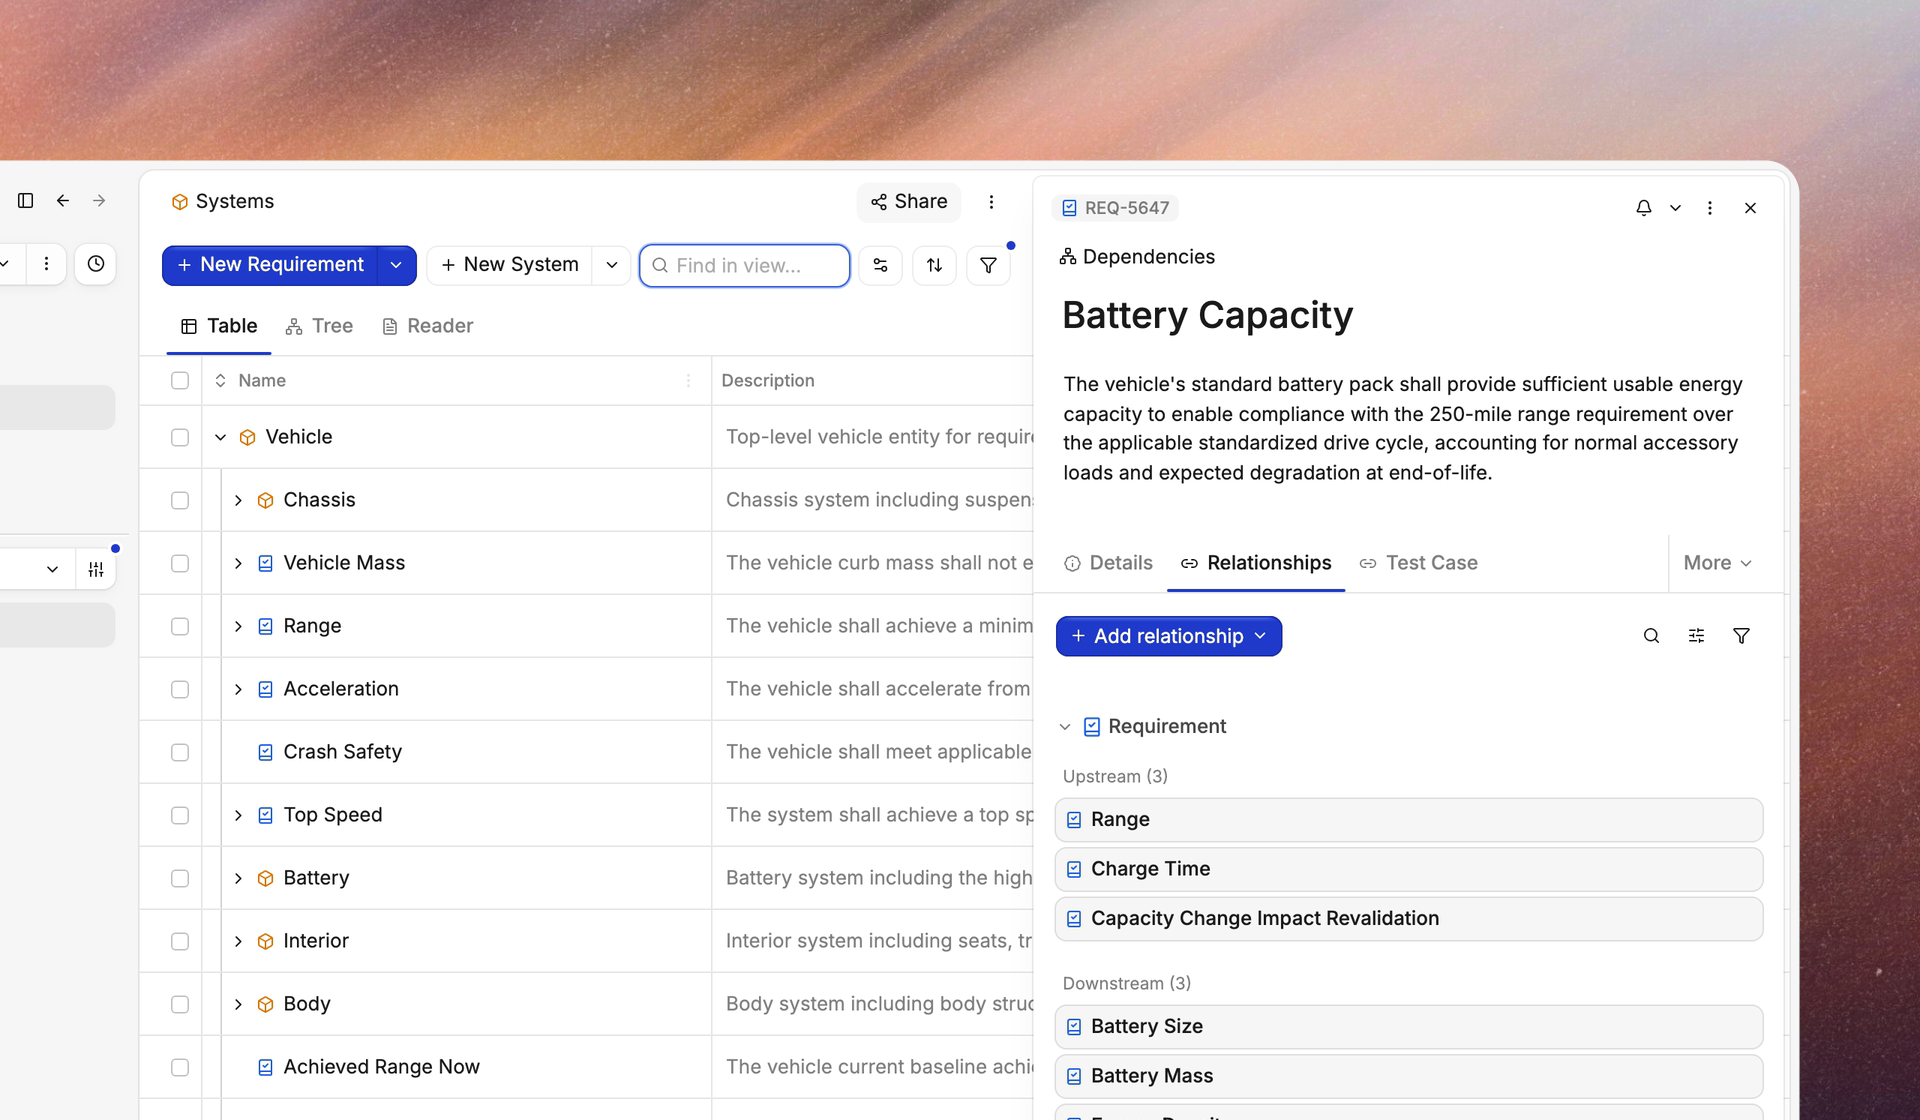 Systems
Share
New Requirement
New System
Find in view...
Table
Tree
Reader
Name
Description
Vehicle
Top-level vehicle entity for require
Chassis
Chassis system including suspens
Vehicle Mass
The vehicle curb mass shall not e
Range
The vehicle shall achieve a minim
Acceleration
The vehicle shall accelerate from
Crash Safety
The vehicle shall meet applicable
Top Speed
The system shall achieve a top sp
Battery
Battery system including the high
Interior
Interior system including seats, tr
Body
Body system including body struc
Achieved Range Now
The vehicle current baseline achie
REQ-5647
Dependencies
Battery Capacity
The vehicle's standard battery pack shall provide sufficient usable energy
capacity to enable compliance with the 250-mile range requirement over
the applicable standardized drive cycle, accounting for normal accessory
loads and expected degradation at end-of-life.
Details
Relationships
Test Case
More
Add relationship
Requirement
Upstream (3)
Range
Charge Time
Capacity Change Impact Revalidation
Downstream (3)
Battery Size
Battery Mass